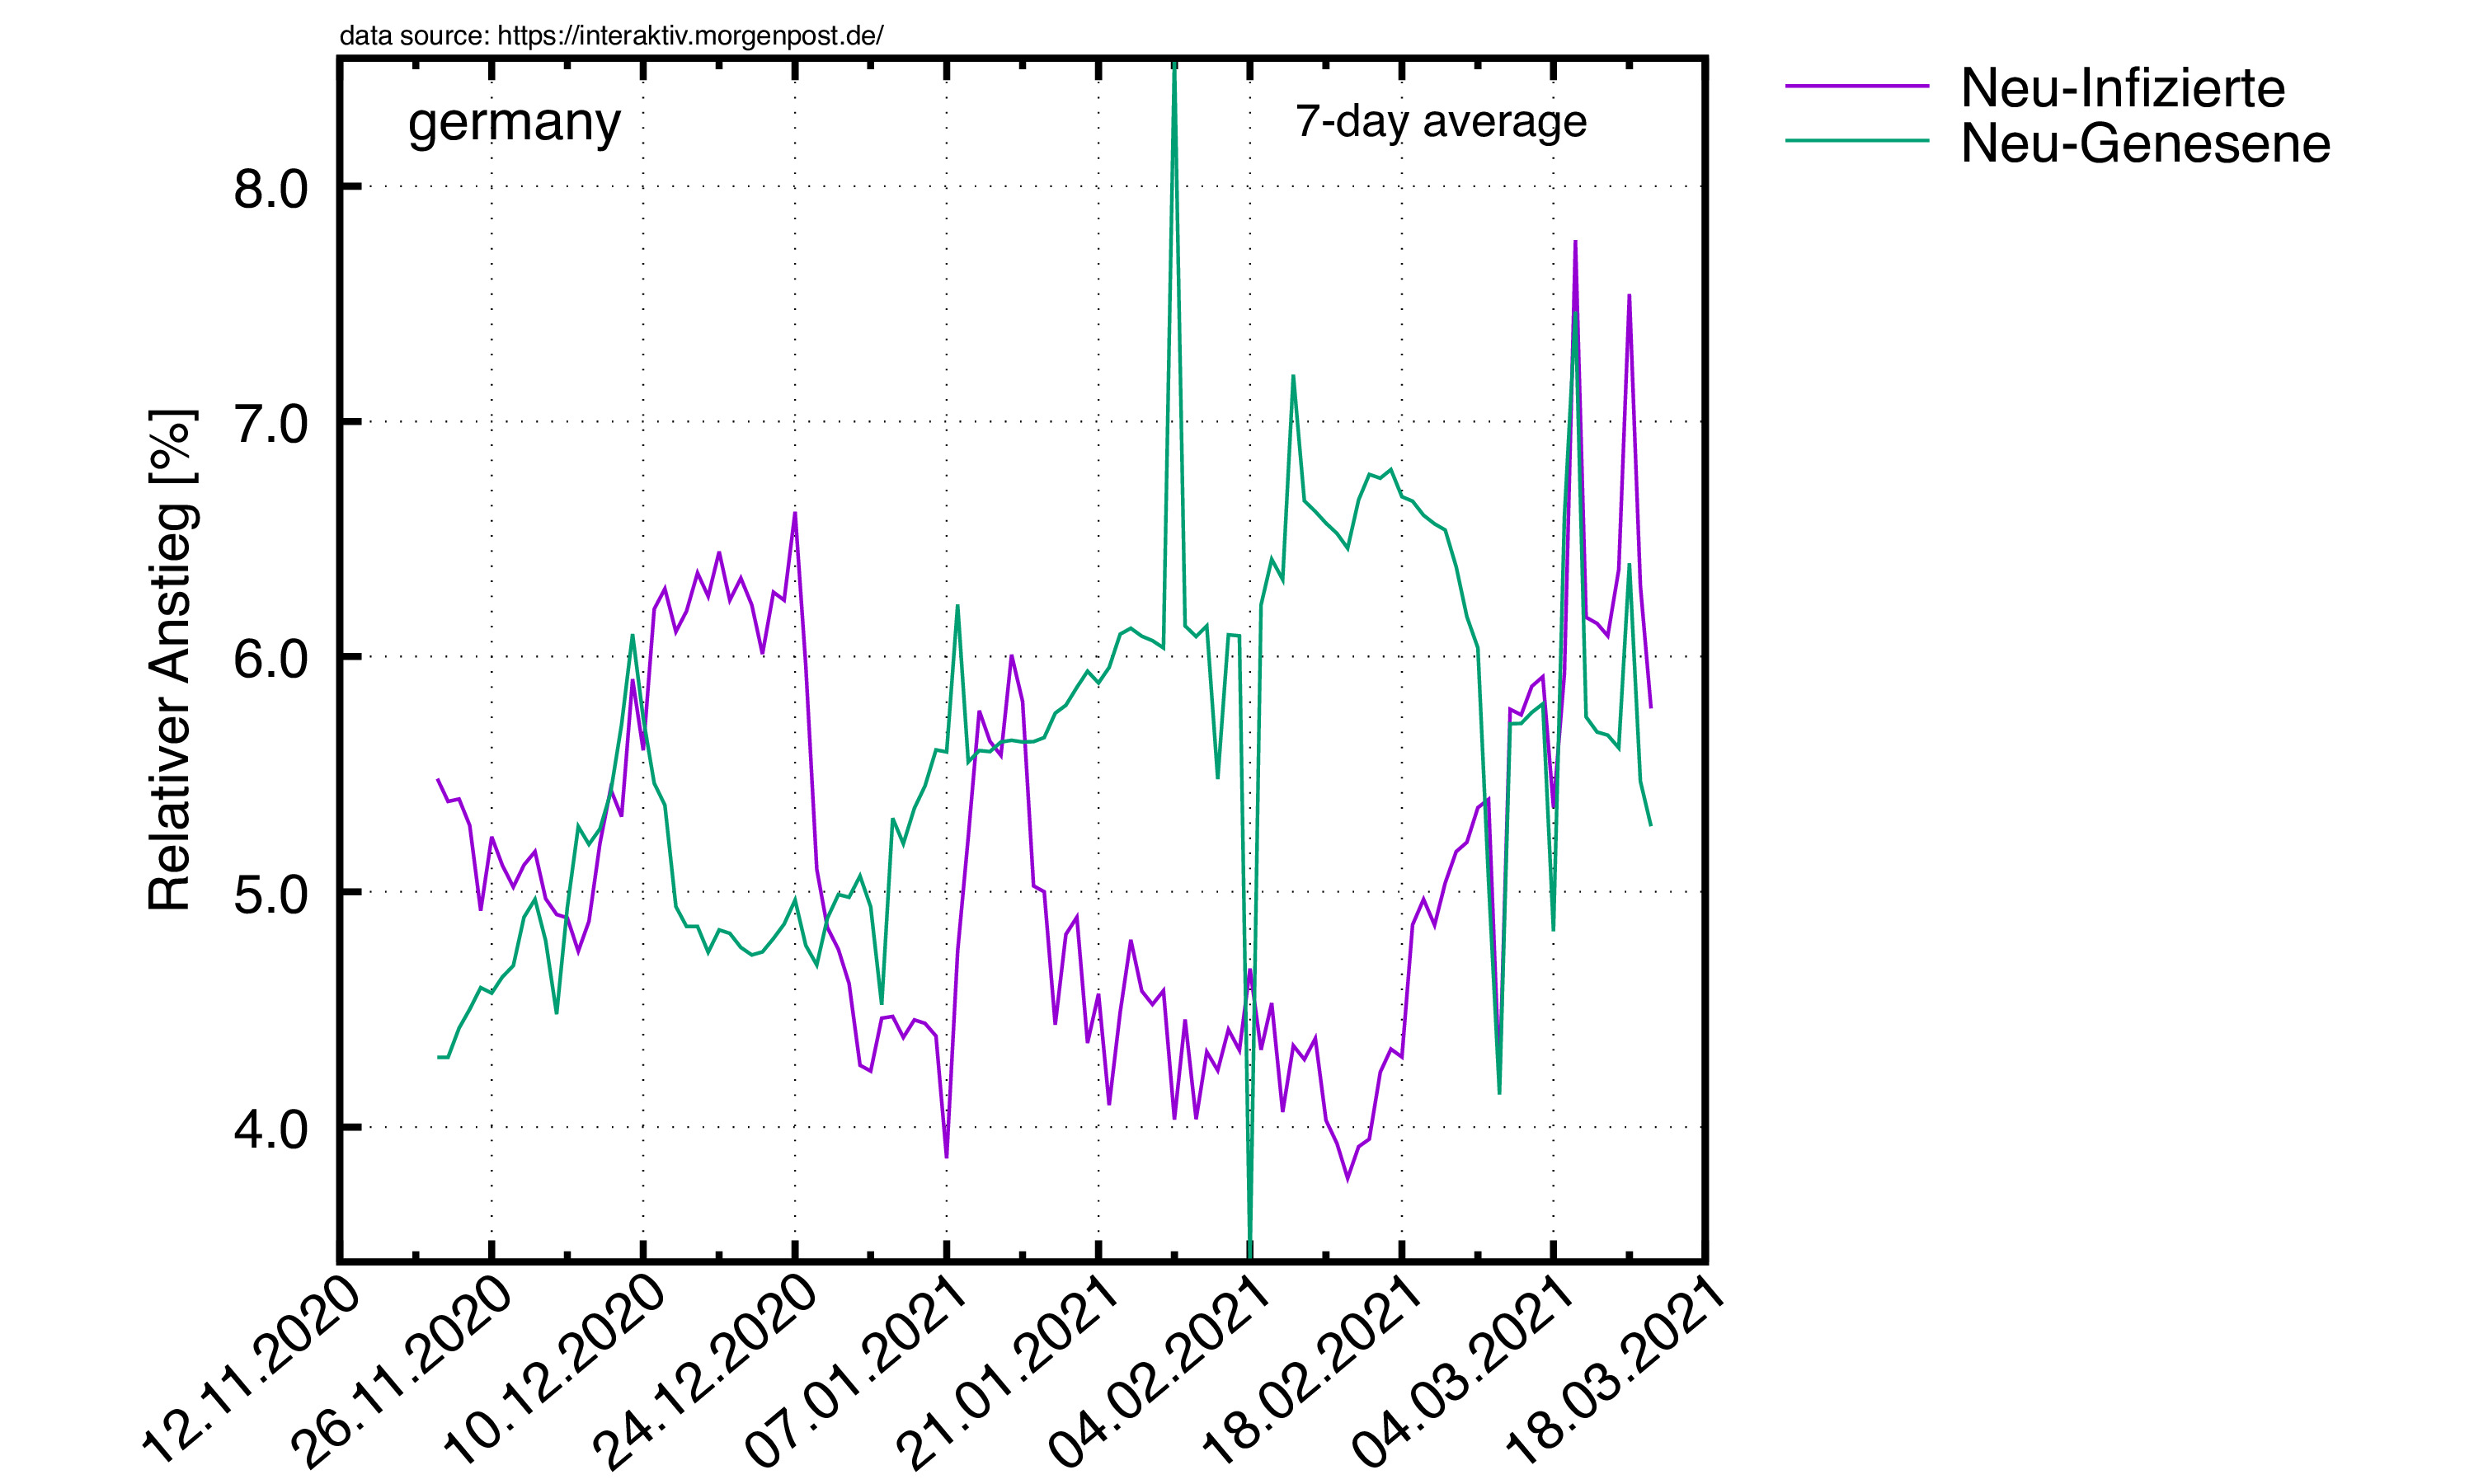 data source: https://interaktiv.morgenpost.de/
germany
7-day average
Neu-Infizierte
Neu-Genesene
Relativer Anstieg [%]
8.0
7.0
6.0
5.0
4.0
12.11.2020
26.11.2020
10.12.2020
24.12.2020
07.01.2021
21.01.2021
04.02.2021
18.02.2021
04.03.2021
18.03.2021